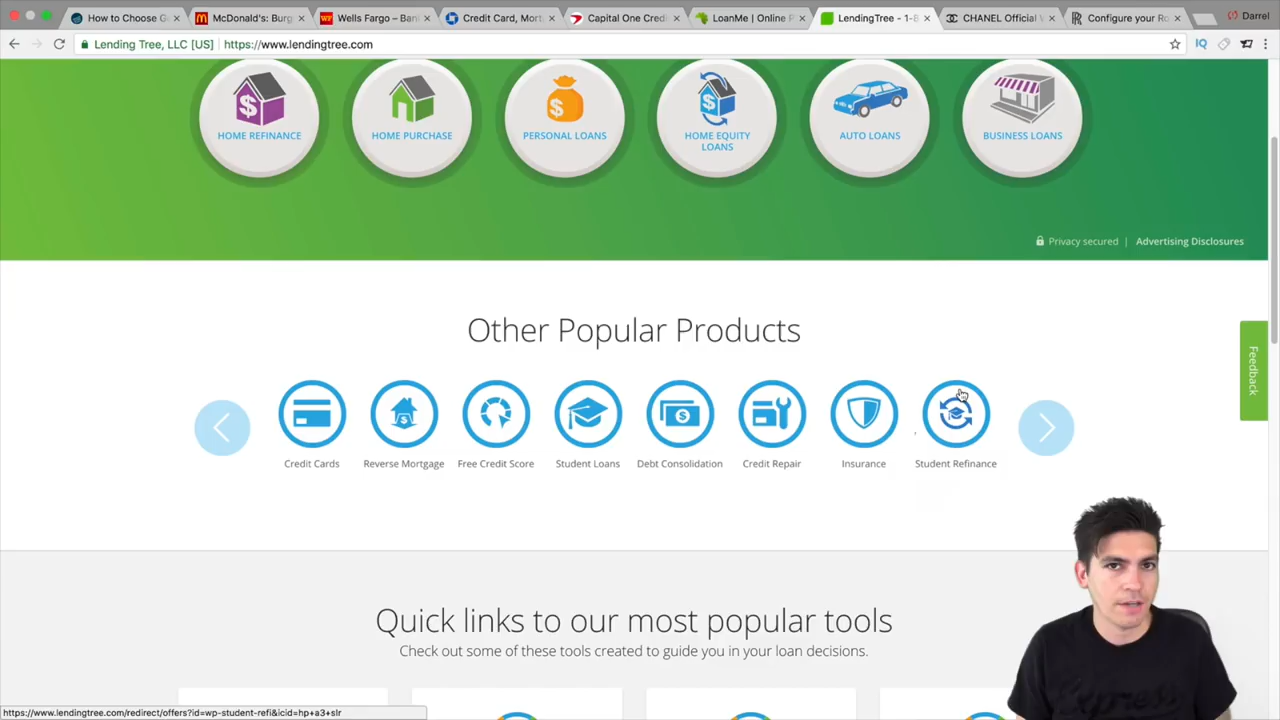 How to Choose G
McDonald's: Burg
Wells Fargo – Ban
Credit Card, Mort
Capital One Credi
LoanMe | Online P
LendingTree - 1-8
CHANEL Official W
Configure your Ro
Darrel
Lending Tree, LLC [US] https://www.lendingtree.com
HOME REFINANCE
HOME PURCHASE
PERSONAL LOANS
HOME EQUITY
LOANS
AUTO LOANS
BUSINESS LOANS
Privacy secured | Advertising Disclosures
Other Popular Products
Feedback
Credit Cards
Reverse Mortgage
Free Credit Score
Student Loans
Debt Consolidation
Credit Repair
Insurance
Student Refinance
Quick links to our most popular tools
Check out some of these tools created to guide you in your loan decisions.
https://www.lendingtree.com/redirect/offers?id=wp-student-refi&icid=hp+a3+slr